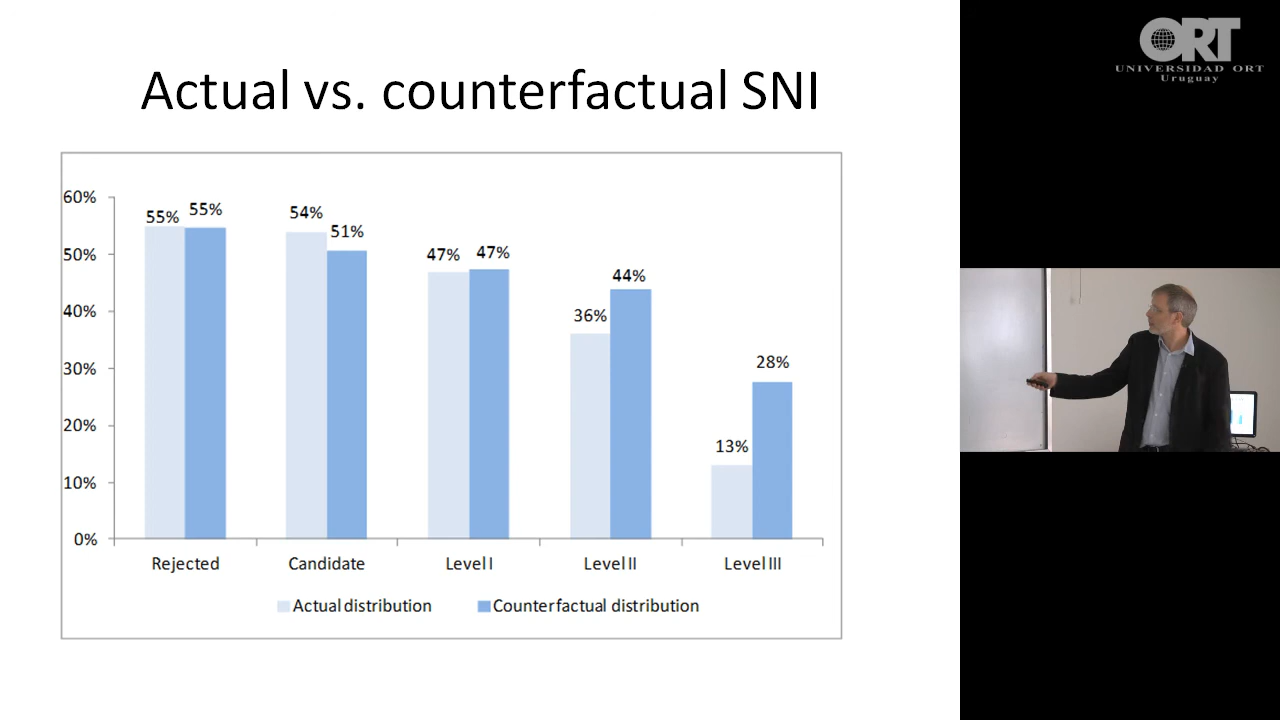 Actual vs. counterfactual SNI
60%
50%
40%
30%
20%
10%
0%
55%
55%
54%
51%
47%
47%
36%
44%
13%
28%
Rejected
Candidate
Level I
Level II
Level III
Actual distribution
Counterfactual distribution
ORT
UNIVERSIDAD ORT
Uruguay